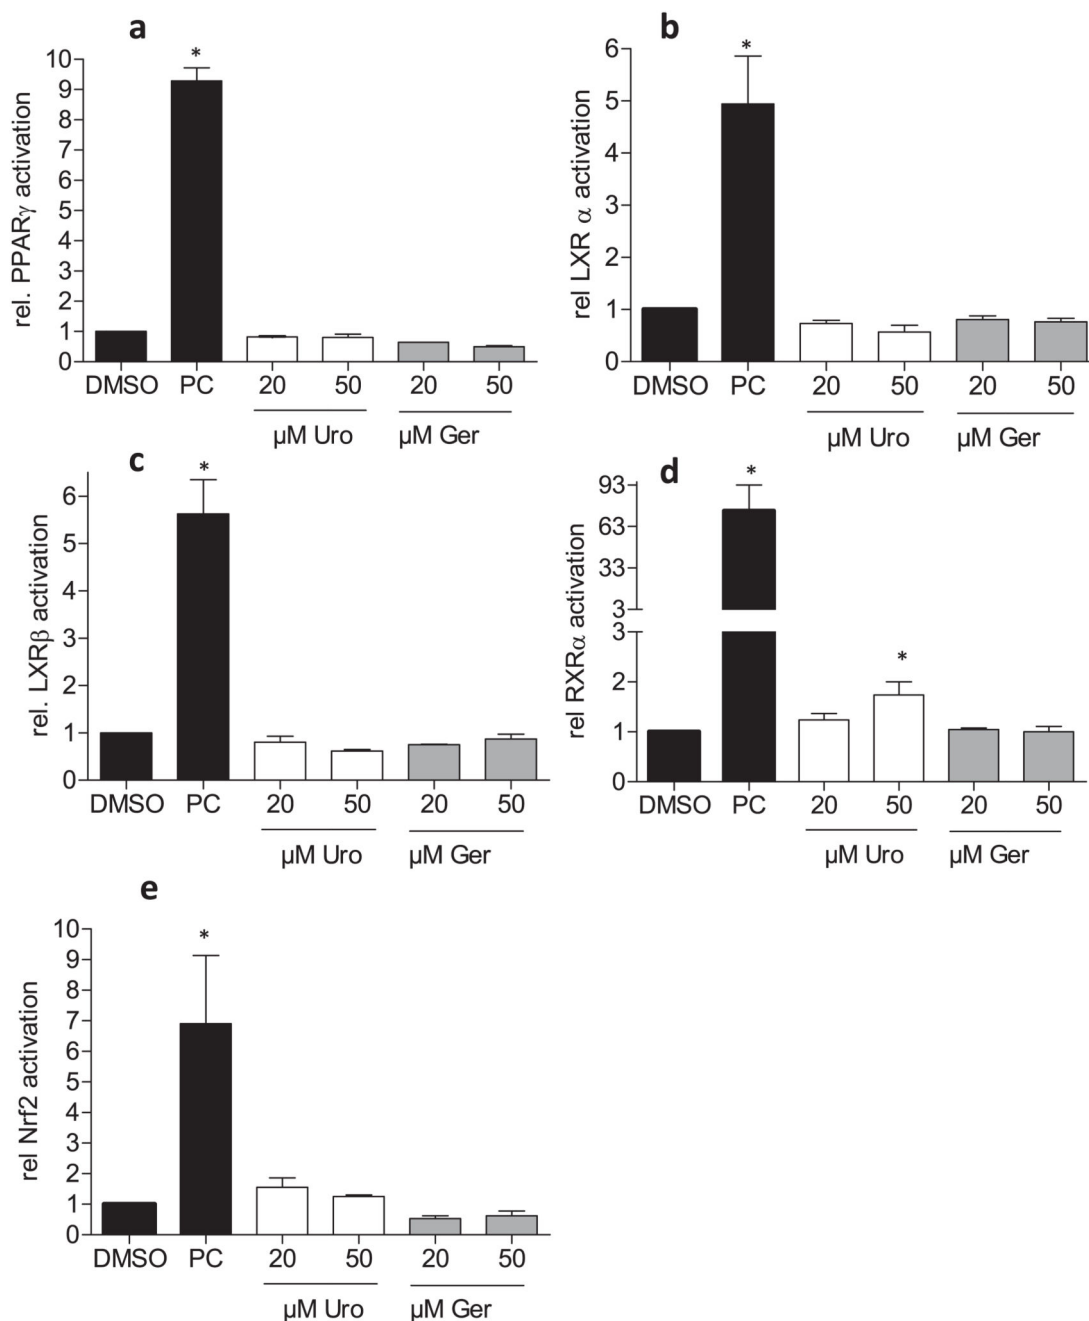 a
*
rel. PPARγ activation
10
9
8
7
6
5
4
3
2
1
0
DMSO PC 20 50 20 50
µM Uro µM Ger
b
*
rel LXR α activation
6
5
4
3
2
1
0
DMSO PC 20 50 20 50
µM Uro µM Ger
c
*
rel. LXRβ activation
6
5
4
3
2
1
0
DMSO PC 20 50 20 50
µM Uro µM Ger
d
*
*
rel RXRα activation
93
63
33
3
3
2
1
0
DMSO PC 20 50 20 50
µM Uro µM Ger
e
*
rel Nrf2 activation
10
9
8
7
6
5
4
3
2
1
0
DMSO PC 20 50 20 50
µM Uro µM Ger